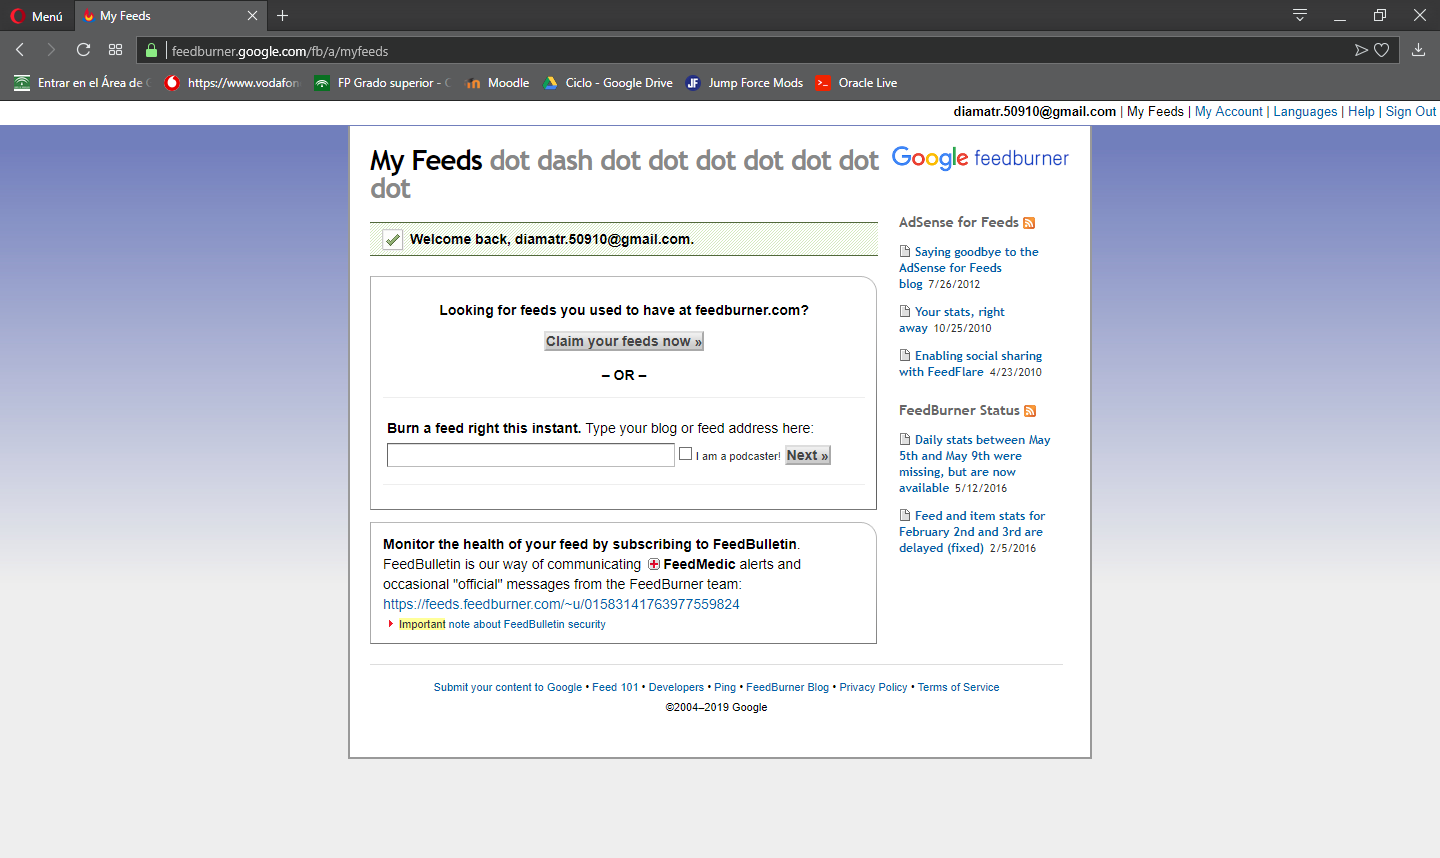 Menú
My Feeds
feedburner.google.com/fb/a/myfeeds
Entrar en el Área de C
https://www.vodafon
FP Grado superior - C
Moodle
Ciclo - Google Drive
JF Jump Force Mods
Oracle Live
diamatr.50910@gmail.com | My Feeds | My Account | Languages | Help | Sign Out
My Feeds dot dash dot dot dot dot dot dot
dot
Google feedburner
Welcome back, diamatr.50910@gmail.com.
Looking for feeds you used to have at feedburner.com?
Claim your feeds now »
– OR –
Burn a feed right this instant. Type your blog or feed address here:
I am a podcaster! Next »
Monitor the health of your feed by subscribing to FeedBulletin.
FeedBulletin is our way of communicating FeedMedic alerts and
occasional "official" messages from the FeedBurner team:
https://feeds.feedburner.com/~u/01583141763977559824
Important note about FeedBulletin security
AdSense for Feeds
Saying goodbye to the
AdSense for Feeds
blog 7/26/2012
Your stats, right
away 10/25/2010
Enabling social sharing
with FeedFlare 4/23/2010
FeedBurner Status
Daily stats between May
5th and May 9th were
missing, but are now
available 5/12/2016
Feed and item stats for
February 2nd and 3rd are
delayed (fixed) 2/5/2016
Submit your content to Google • Feed 101 • Developers • Ping • FeedBurner Blog • Privacy Policy • Terms of Service
©2004–2019 Google